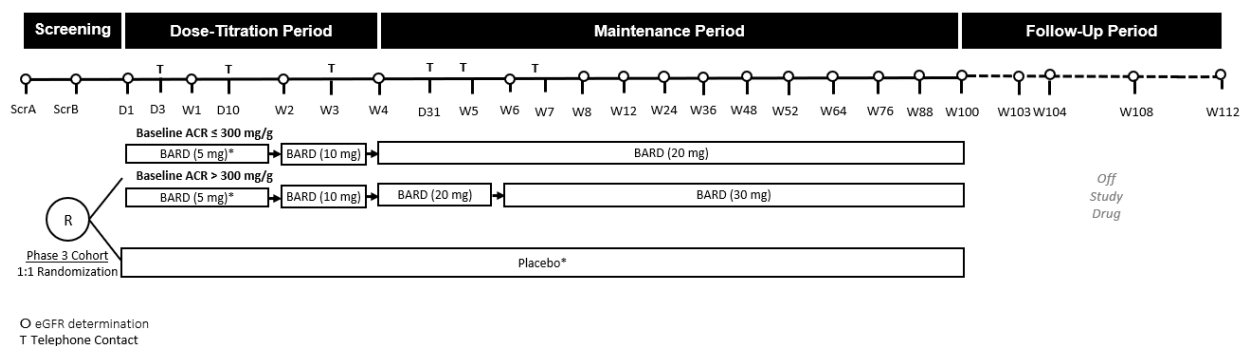 Screening Dose-Titration Period Maintenance Period Follow-Up Period
T T T T T T
ScrA ScrB D1 D3 W1 D10 W2 W3 W4 D31 W5 W6 W7 W8 W12 W24 W36 W48 W52 W64 W76 W88 W100 W103 W104 W108 W112
Baseline ACR ≤ 300 mg/g
BARD (5 mg)* BARD (10 mg) BARD (20 mg)
Baseline ACR > 300 mg/g
BARD (5 mg)* BARD (10 mg) BARD (20 mg) BARD (30 mg)
Off
Study
Drug
R
Phase 3 Cohort
1:1 Randomization
Placebo*
O eGFR determination
T Telephone Contact